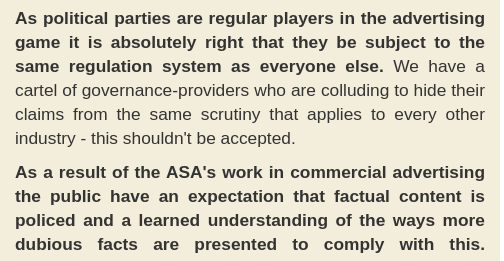 As political parties are regular players in the advertising
game it is absolutely right that they be subject to the
same regulation system as everyone else. We have a
cartel of governance-providers who are colluding to hide their
claims from the same scrutiny that applies to every other
industry - this shouldn't be accepted.
As a result of the ASA's work in commercial advertising
the public have an expectation that factual content is
policed and a learned understanding of the ways more
dubious facts are presented to comply with this.